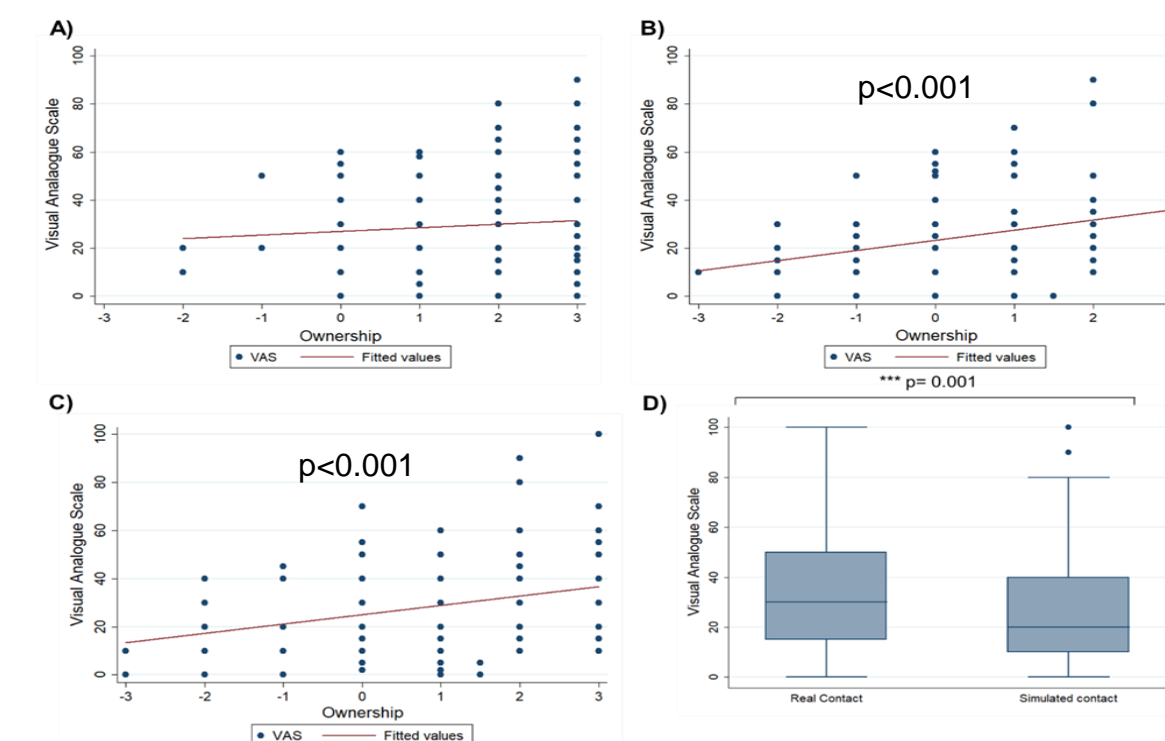 A)
Visual Analaogue Scale
100
80
60
40
20
0
-3 -2 -1 0 1 2 3
Ownership
VAS Fitted values
B)
p<0.001
Visual Analaogue Scale
100
80
60
40
20
0
-3 -2 -1 0 1 2
Ownership
VAS Fitted values
C)
p<0.001
Visual Analogue Scale
100
80
60
40
20
0
-3 -2 -1 0 1 2 3
Ownership
VAS Fitted values
*** p= 0.001
D)
Visual Analogue Scale
100
80
60
40
20
0
Real Contact Simulated contact